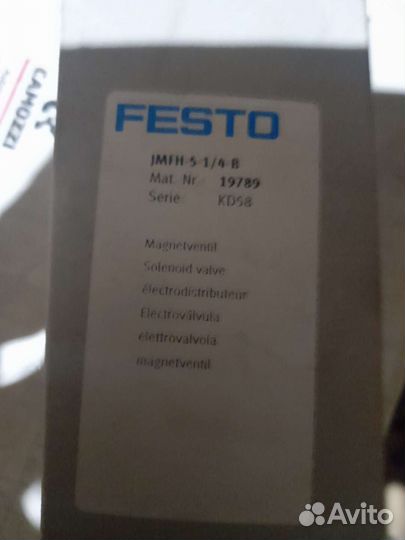 CAMOZZI
FESTO
JMFH-5-1/4-B
Mat. Nr. 19789
Serie KD58
Magnetventil
Solenoid valve
électrodistributeur
Electroválvula
elettrovalvola
magnetventil
Avito